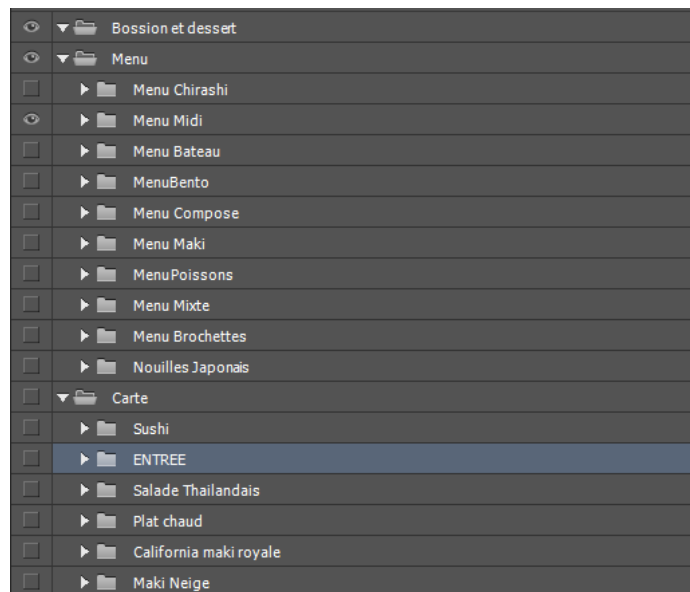 Bossion et dessert
Menu
Menu Chirashi
Menu Midi
Menu Bateau
MenuBento
Menu Compose
Menu Maki
MenuPoissons
Menu Mixte
Menu Brochettes
Nouilles Japonais
Carte
Sushi
ENTREE
Salade Thailandais
Plat chaud
California maki royale
Maki Neige